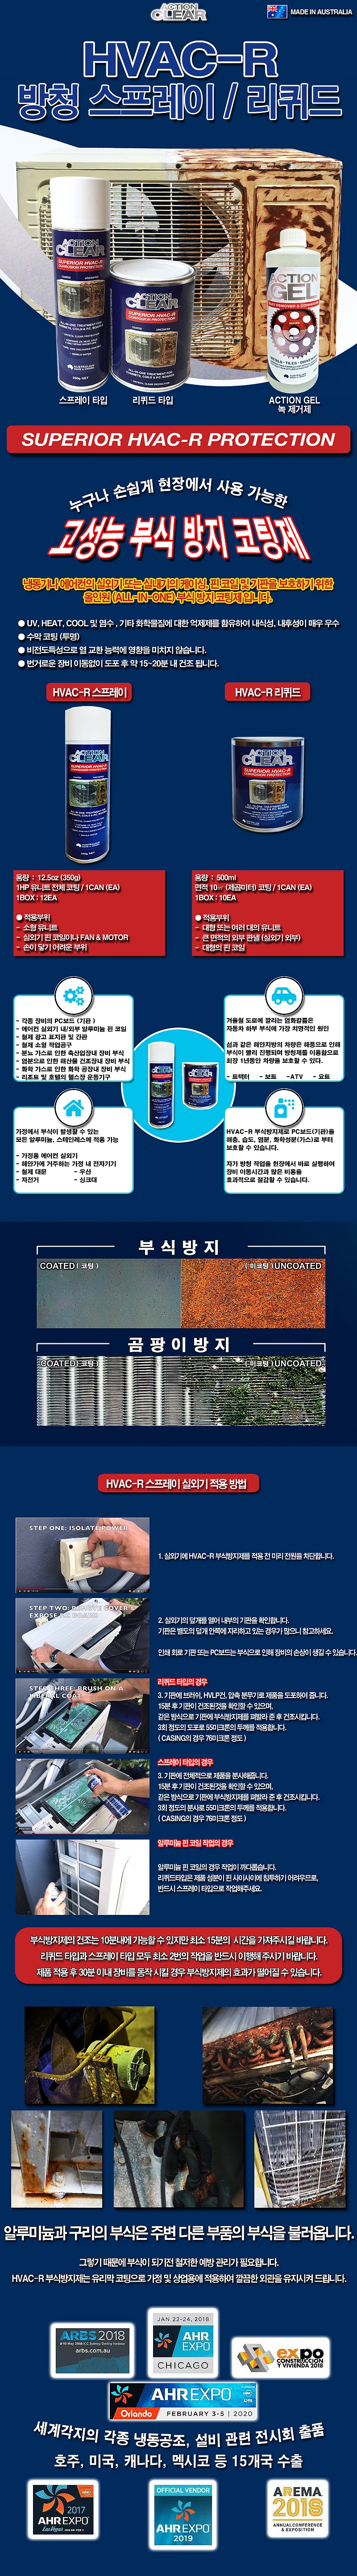 ACTION
CLEAR
MADE IN AUSTRALIA
HVAC-R
방청 스프레이 / 리퀴드
ACTION
CLEAR
SUPERIOR HVAC-R
CORROSION PROTECTION
ACTION
CLEAR
SUPERIOR HVAC-R
CORROSION PROTECTION
ACTION
GEL
스프레이 타입
리퀴드 타입
ACTION GEL
녹 제거제
SUPERIOR HVAC-R PROTECTION
누구나 손쉽게 현장에서 사용 가능한
고성능 부식 방지 코팅제
냉동기나 에어컨의 실외기 또는 실내기의 케이싱, 핀 코일 및 기판을 보호하기 위한
올인원 (ALL-IN-ONE) 부식 방지 코팅제 입니다.
● UV, HEAT, COOL 및 염수 , 기타 화학물질에 대한 억제제를 함유하여 내식성, 내후성이 매우 우수
● 수막 코팅 (투명)
● 비전도특성으로 열 교환 능력에 영향을 미치지 않습니다.
● 번거로운 장비 이동없이 도포 후 약 15~20분 내 건조 됩니다.
HVAC-R 스프레이
HVAC-R 리퀴드
ACTION
CLEAR
SUPERIOR HVAC-R
ACTION
CLEAR
SUPERIOR HVAC-R
용량 : 12.5oz (350g)
1HP 유니트 전체 코팅 / 1CAN (EA)
1BOX : 12EA
● 적용부위
- 소형 유니트
- 실외기 핀 코일이나 FAN & MOTOR
- 손이 닿기 어려운 부위
용량 : 500ml
면적 10㎡ (제곱미터) 코팅 / 1CAN (EA)
1BOX : 10EA
● 적용부위
- 대형 또는 여러 대의 유니트
- 큰 면적의 외부 판넬 (실외기 외부)
- 대형의 핀 코일
- 각종 장비의 PC보드 (기판)
- 에어컨 실외기 내/외부 알루미늄 핀 코일
- 철제 광고 표지관 및 간판
- 철제 소형 작업공구
- 분뇨 가스로 인한 축산업장내 장비 부식
- 염분으로 인한 해산물 건조장내 장비 부식
- 화학 가스로 인한 화학 공장내 장비 부식
- 리조트 및 호텔의 헬스장 운동기구
겨울철 도로에 깔리는 염화칼륨은
자동차 하부 부식에 가장 치명적인 원인
섬과 같은 해안지방의 차량은 해풍으로 인해
부식이 빨리 진행되며 방청제를 이용함으로
최장 1년동안 차량을 보호할 수 있다.
- 트랙터 - 보트 -ATV - 요트
가정에서 부식이 발생할 수 있는
모든 알루미늄, 스테인레스에 적용 가능
- 가정용 에어컨 실외기
- 해안가에 거주하는 가정 내 전자기기
- 철제 대문 - 우산
- 자전거 - 싱크대
HVAC-R 부식방지제로 PC보드(기판)을
해충, 습도, 염분, 화학성분(가스)로 부터
보호할 수 있습니다.
자가 방청 작업을 현장에서 바로 실행하여
장비 이동시간과 많은 비용을
효과적으로 절감할 수 있습니다.
부식방지
COATED ( 코팅 )
( 미코팅 ) UNCOATED
곰팡이방지
COATED ( 코팅 )
( 미코팅 ) UNCOATED
HVAC-R 스프레이 실외기 적용 방법
STEP ONE: ISOLATE POWER
1. 실외기에 HVAC-R 부식방지제를 적용 전 미리 전원을 차단합니다.
STEP TWO: REMOVE COVER
EXPOSE PC BOARD
2. 실외기의 덮개를 열어 내부의 기판을 확인합니다.
기판은 별도의 덮개 안쪽에 자리하고 있는 경우가 많으니 참고하세요.
인쇄 회로 기판 또는 PC보드는 부식으로 인해 장비의 손상이 생길 수 있습니다.
STEP THREE: BRUSH ON A
LIBERAL COAT
리퀴드 타입의 경우
3. 기판에 브러쉬, HVLP건, 압축 분무기로 제품을 도포하여 줍니다.
15분 후 기판이 건조된것을 확인할 수 있으며,
같은 방식으로 기판에 부식방지제를 펴발라 준 후 건조시킵니다.
3회 정도의 도포로 55미크론의 두께를 적용합니다.
( CASING의 경우 76미크론 정도 )
스프레이 타입의 경우
3. 기판에 전체적으로 제품을 분사해줍니다.
15분 후 기판이 건조된것을 확인할 수 있으며,
같은 방식으로 기판에 부식방지제를 펴발라 준 후 건조시킵니다.
3회 정도의 분사로 55미크론의 두께를 적용합니다.
( CASING의 경우 76미크론 정도 )
알루미늄 핀 코일 작업의 경우
알루미늄 핀 코일의 경우 작업이 까다롭습니다.
리퀴드타입은 제품 성분이 핀 사이사이에 침투하기 어려우므로,
반드시 스프레이 타입으로 작업해주세요.
부식방지제의 건조는 10분내에 가능할 수 있지만 최소 15분의 시간을 가져주시길 바랍니다.
리퀴드 타입과 스프레이 타입 모두 최소 2번의 작업을 반드시 이행해 주시기 바랍니다.
제품 적용 후 30분 이내 장비를 동작 시킬 경우 부식방지제의 효과가 떨어질 수 있습니다.
알루미늄과 구리의 부식은 주변 다른 부품의 부식을 불러옵니다.
그렇기 때문에 부식이 되기전 철저한 예방 관리가 필요합니다.
HVAC-R 부식방지제는 유리막 코팅으로 가정 및 상업용에 적용하여 깔끔한 외관을 유지시켜 드립니다.
ARBS 2018
arbs.com.au
JAN 22-24, 2018
AHR
EXPO
CHICAGO
expo
CONSTRUCCIÓN
Y VIVIENDA 2018
AHR EXPO
Orlando FEBRUARY 3-5 | 2020
세계각지의 각종 냉동공조, 설비 관련 전시회 출품
호주, 미국, 캐나다, 멕시코 등 15개국 수출
2017
AHR EXPO
Las Vegas
OFFICIAL VENDOR
AHR
EXPO
2019
AREMA
2018
ANNUAL CONFERENCE
& EXPOSITION